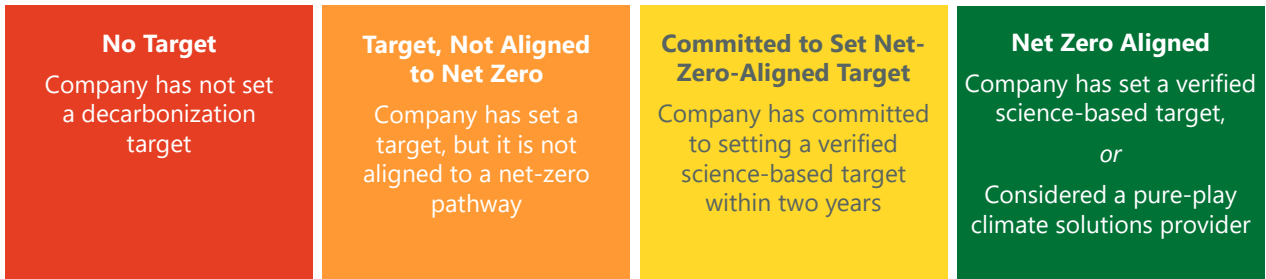 No Target
Company has not set
a decarbonization
target
Target, Not Aligned
to Net Zero
Company has set a
target, but it is not
aligned to a net-zero
pathway
Committed to Set Net-
Zero-Aligned Target
Company has committed
to setting a verified
science-based target
within two years
Net Zero Aligned
Company has set a verified
science-based target,
or
Considered a pure-play
climate solutions provider